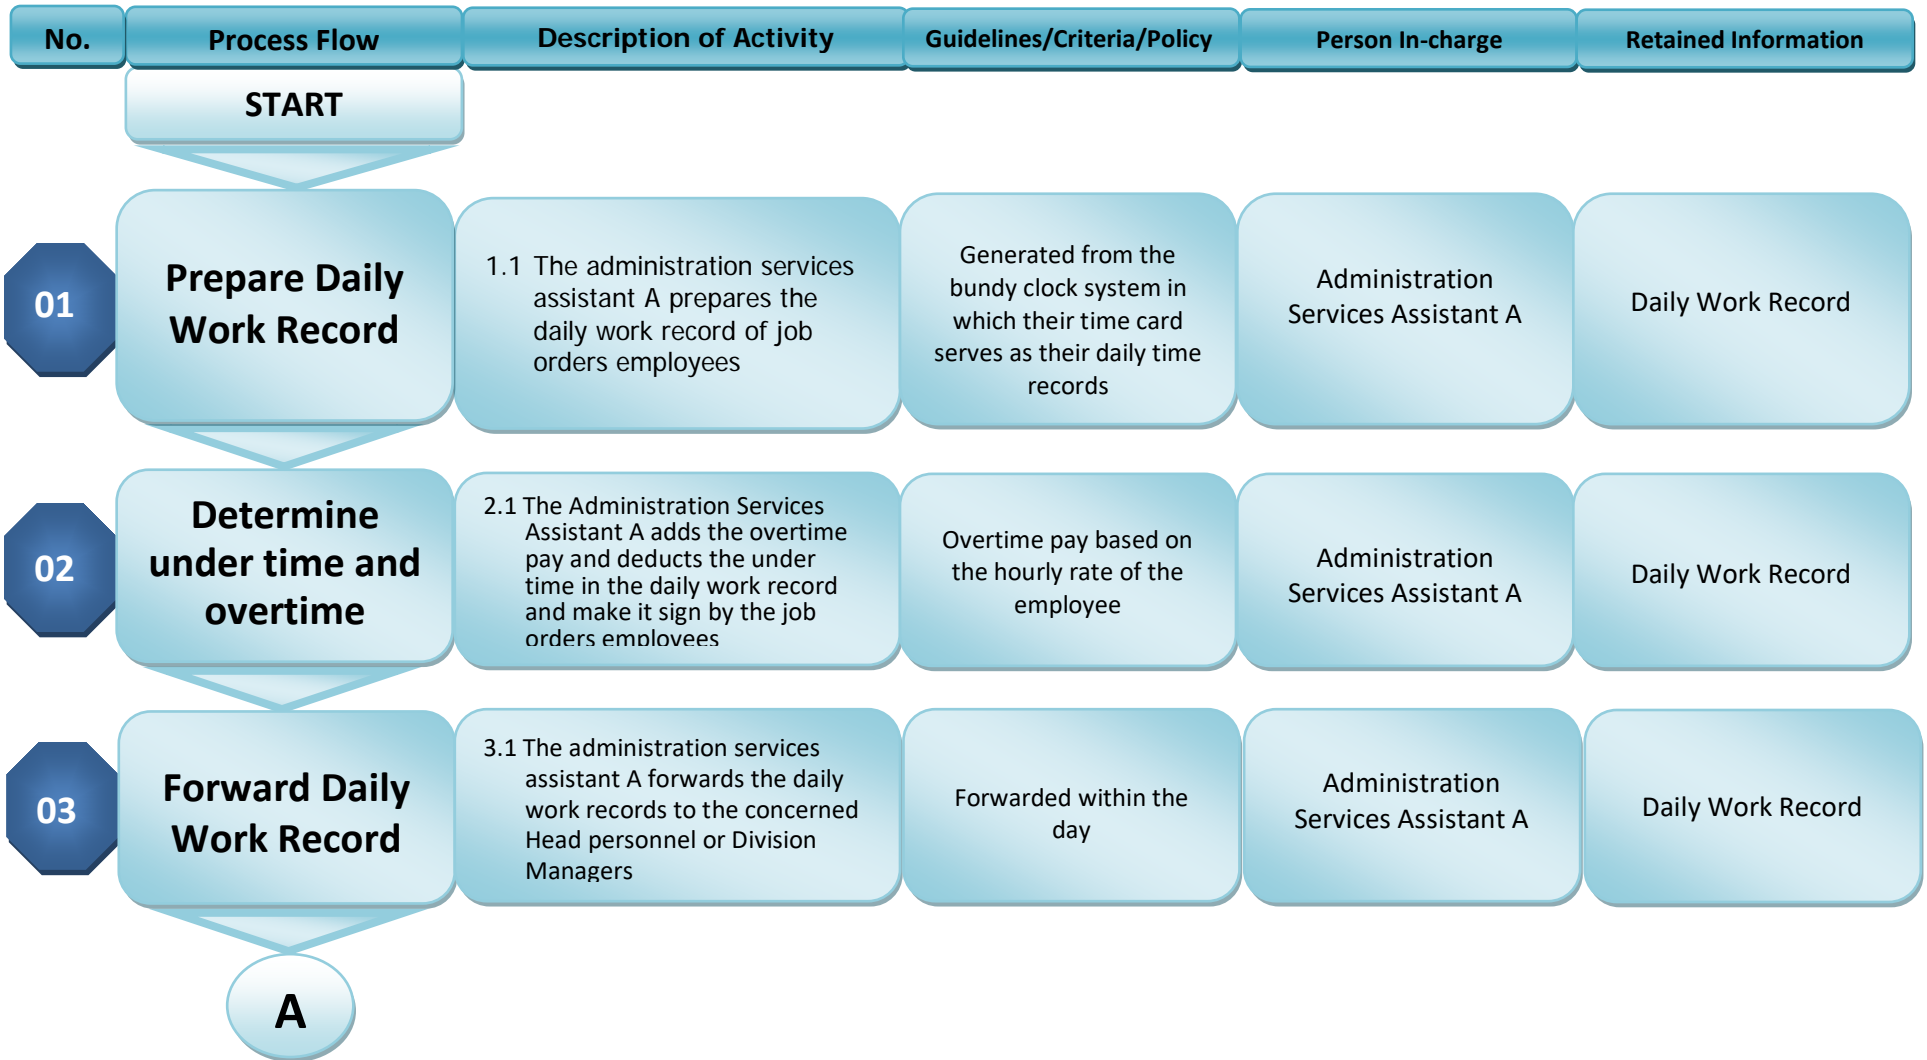 No.
Process Flow
Description of Activity
Guidelines/Criteria/Policy
Person In-charge
Retained Information
START
01
Prepare Daily
Work Record
1.1 The administration services
assistant A prepares the
daily work record of job
orders employees
Generated from the
bundy clock system in
which their time card
serves as their daily time
records
Administration
Services Assistant A
Daily Work Record
02
Determine
under time and
overtime
2.1 The Administration Services
Assistant A adds the overtime
pay and deducts the under
time in the daily work record
and make it sign by the job
orders employees
Overtime pay based on
the hourly rate of the
employee
Administration
Services Assistant A
Daily Work Record
03
Forward Daily
Work Record
3.1 The administration services
assistant A forwards the daily
work records to the concerned
Head personnel or Division
Managers
Forwarded within the
day
Administration
Services Assistant A
Daily Work Record
A